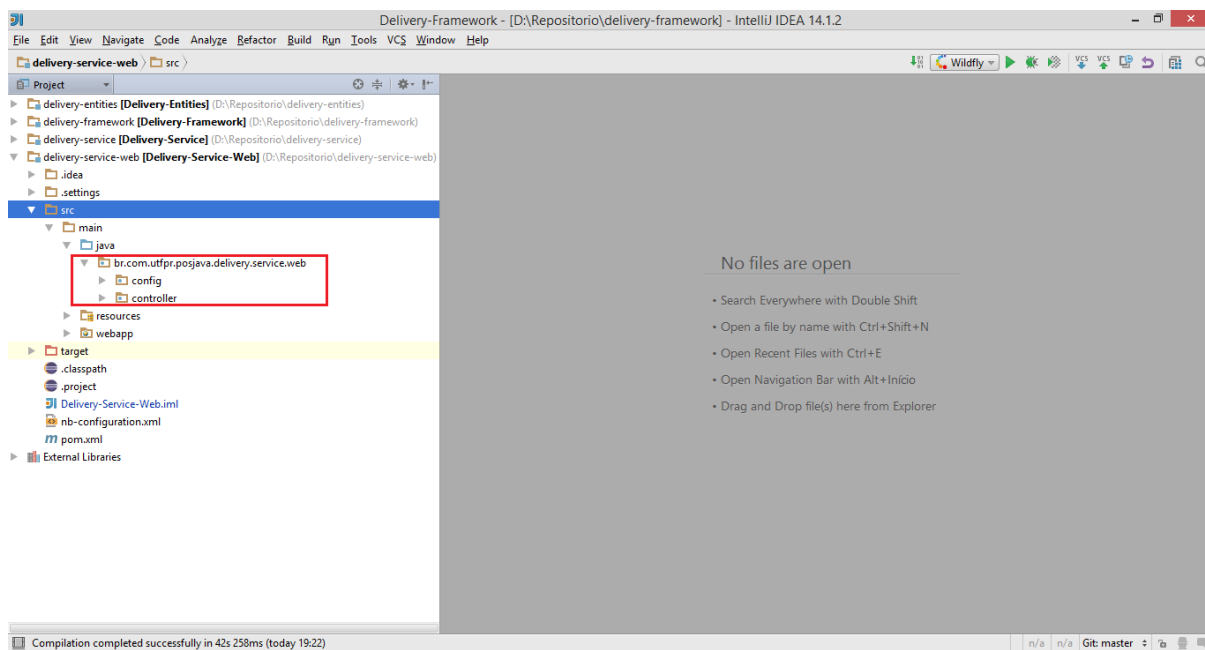 Delivery-Framework - [D:\Repositorio\delivery-framework] - IntelliJ IDEA 14.1.2
File Edit View Navigate Code Analyze Refactor Build Run Tools VCS Window Help
delivery-service-web src
Wildfly
VCS VCS
Project
delivery-entities [Delivery-Entities] (D:\Repositorio\delivery-entities)
delivery-framework [Delivery-Framework] (D:\Repositorio\delivery-framework)
delivery-service [Delivery-Service] (D:\Repositorio\delivery-service)
delivery-service-web [Delivery-Service-Web] (D:\Repositorio\delivery-service-web)
.idea
.settings
src
main
java
br.com.utfpr.posjava.delivery.service.web
config
controller
resources
webapp
target
.classpath
.project
Delivery-Service-Web.iml
nb-configuration.xml
pom.xml
External Libraries
No files are open
• Search Everywhere with Double Shift
• Open a file by name with Ctrl+Shift+N
• Open Recent Files with Ctrl+E
• Open Navigation Bar with Alt+Início
• Drag and Drop file(s) here from Explorer
Compilation completed successfully in 42s 258ms (today 19:22)
n/a n/a Git: master